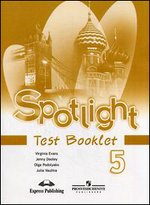 Spotlight
Test Booklet
5
Virginia Evans
Jenny Dooley
Olga Podolyako
Julia Vaulina
Express Publishing